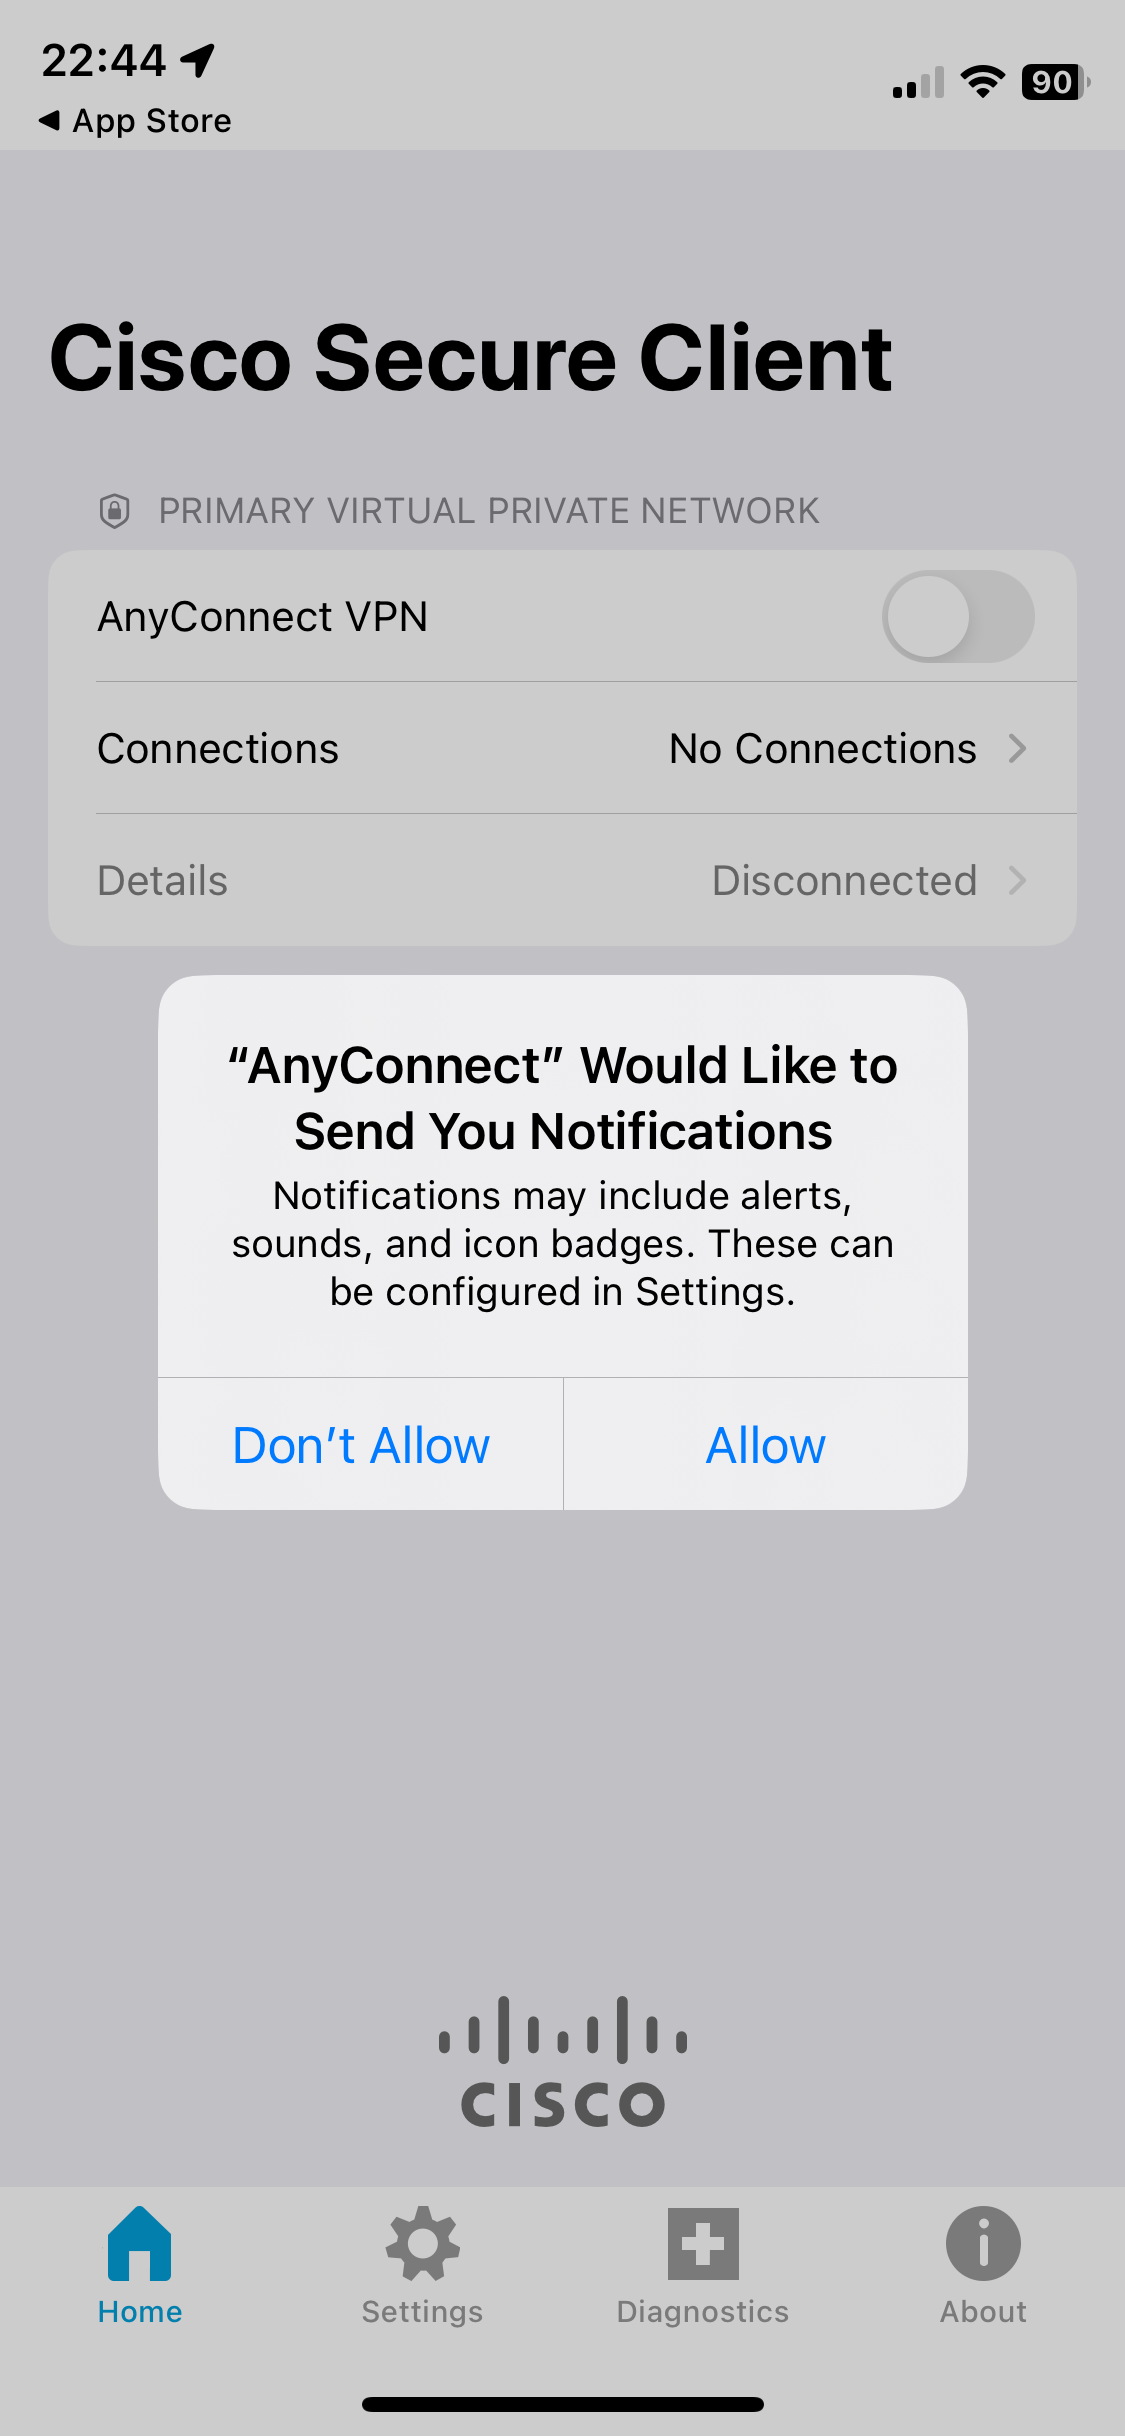 22:44
90
App Store
Cisco Secure Client
PRIMARY VIRTUAL PRIVATE NETWORK
AnyConnect VPN
Connections No Connections
Details Disconnected
“AnyConnect” Would Like to
Send You Notifications
Notifications may include alerts,
sounds, and icon badges. These can
be configured in Settings.
Don’t Allow Allow
CISCO
Home Settings Diagnostics About